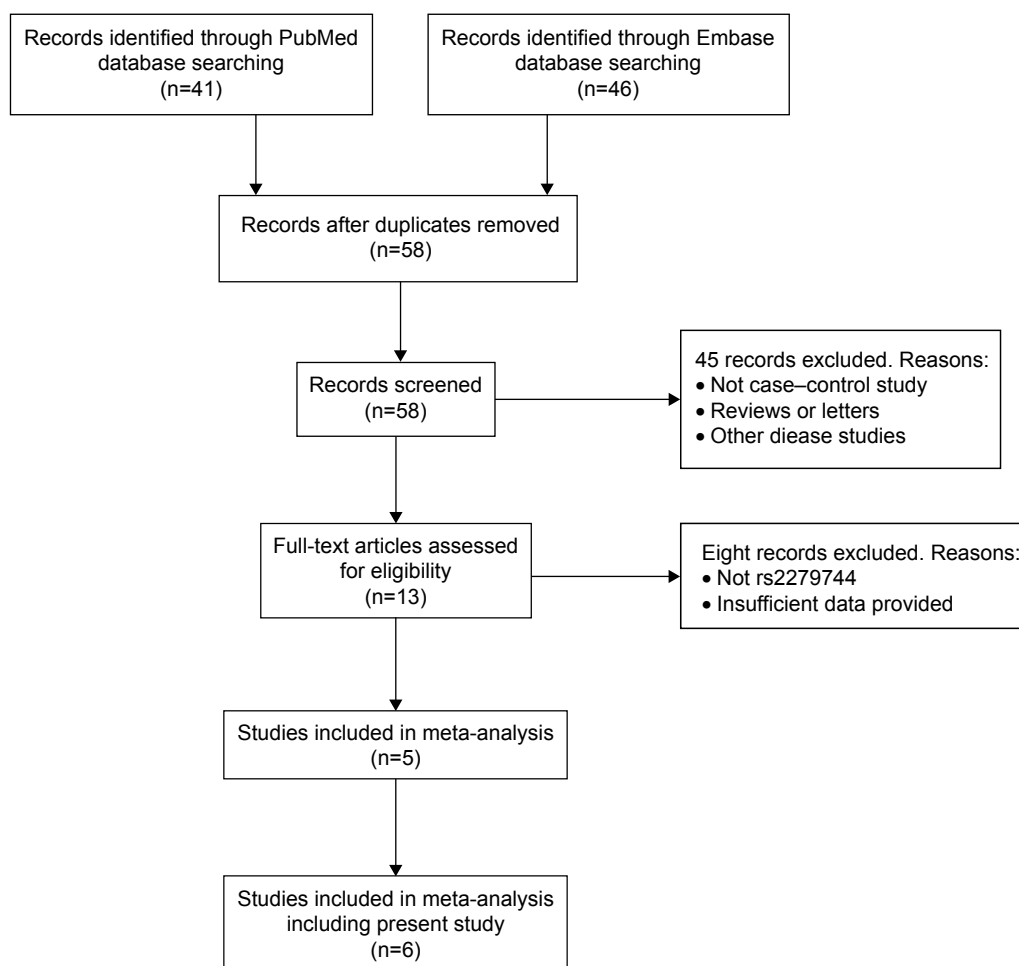 Records identified through PubMed
database searching
(n=41)
Records identified through Embase
database searching
(n=46)
Records after duplicates removed
(n=58)
Records screened
(n=58)
45 records excluded. Reasons:
• Not case–control study
• Reviews or letters
• Other diease studies
Full-text articles assessed
for eligibility
(n=13)
Eight records excluded. Reasons:
• Not rs2279744
• Insufficient data provided
Studies included in meta-analysis
(n=5)
Studies included in meta-analysis
including present study
(n=6)